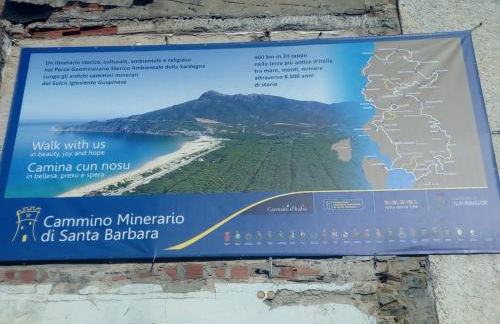 Un itinerario storico, culturale, ambientale e religioso
nel Parco Geominerario Storico Ambientale della Sardegna
Lungo gli antichi cammini minerari
del Sulcis Iglesiente Guspinese
400 km in 24 tappe
nella terra più antica d'Italia
tra mare, monti, miniere
attraverso 8.000 anni
di storia
Walk with us
in beauty, joy and hope
Camina cun nosu
in bellesa, prexu e spera
Cammino Minerario
di Santa Barbara
Cammini d'Italia